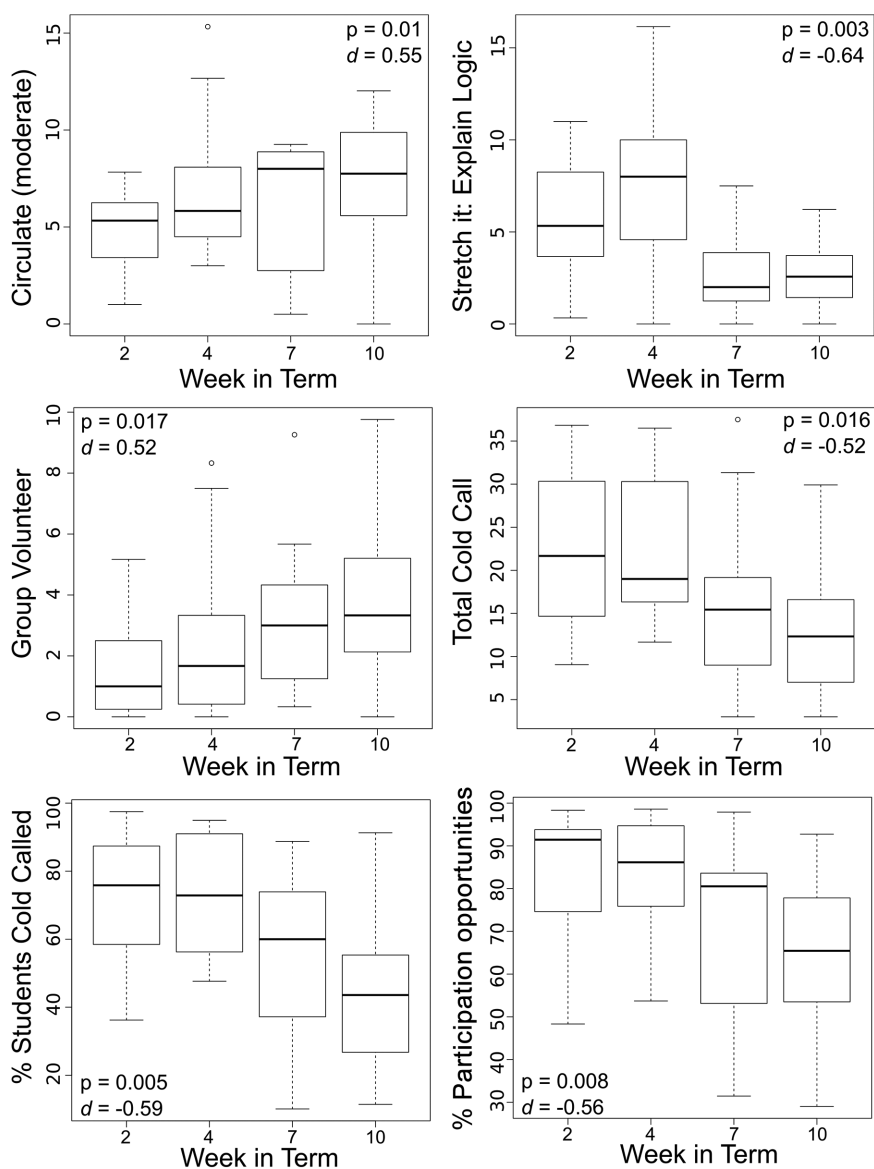 Circulate (moderate)
15
10
5
0
p = 0.01
d = 0.55
2 4 7 10
Week in Term
Stretch it: Explain Logic
15
10
5
0
p = 0.003
d = -0.64
2 4 7 10
Week in Term
Group Volunteer
10
8
6
4
2
0
p = 0.017
d = 0.52
2 4 7 10
Week in Term
Total Cold Call
35
30
25
20
15
10
5
p = 0.016
d = -0.52
2 4 7 10
Week in Term
% Students Cold Called
100
80
60
40
20
p = 0.005
d = -0.59
2 4 7 10
Week in Term
% Participation opportunities
100
90
80
70
60
50
40
30
p = 0.008
d = -0.56
2 4 7 10
Week in Term